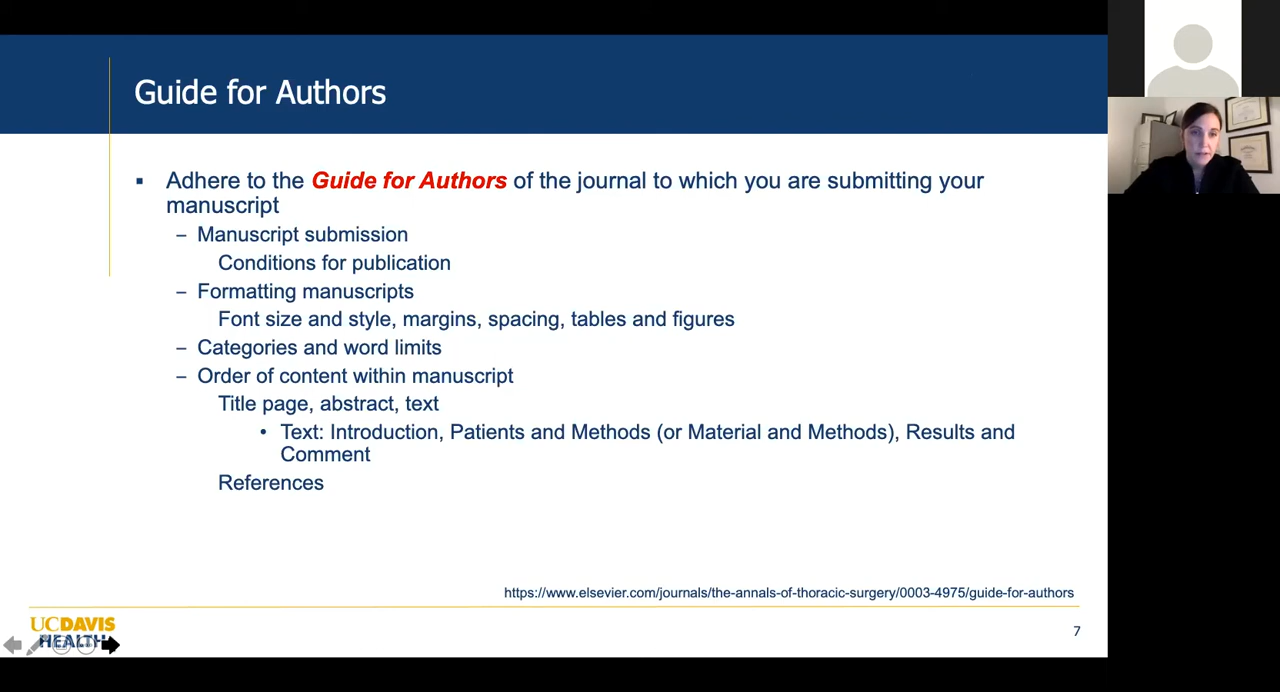 Guide for Authors
▪ Adhere to the Guide for Authors of the journal to which you are submitting your
manuscript
– Manuscript submission
Conditions for publication
– Formatting manuscripts
Font size and style, margins, spacing, tables and figures
– Categories and word limits
– Order of content within manuscript
Title page, abstract, text
• Text: Introduction, Patients and Methods (or Material and Methods), Results and
Comment
References
https://www.elsevier.com/journals/the-annals-of-thoracic-surgery/0003-4975/guide-for-authors
UCDAVIS
HEALTH
7